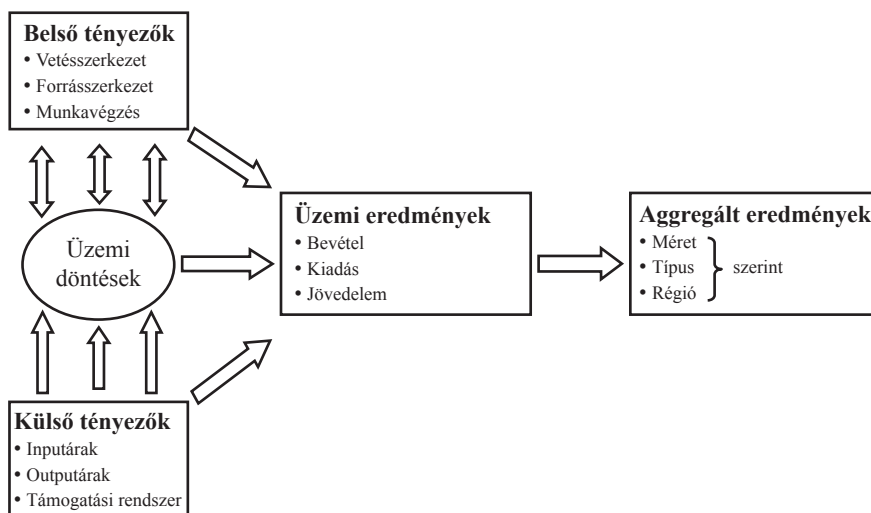 Belső tényezők
• Vetésszerkezet
• Forrásszerkezet
• Munkavégzés
Üzemi
döntések
Külső tényezők
• Inputárak
• Outputárak
• Támogatási rendszer
Üzemi eredmények
• Bevétel
• Kiadás
• Jövedelem
Aggregált eredmények
• Méret
• Típus
• Régió
szerint